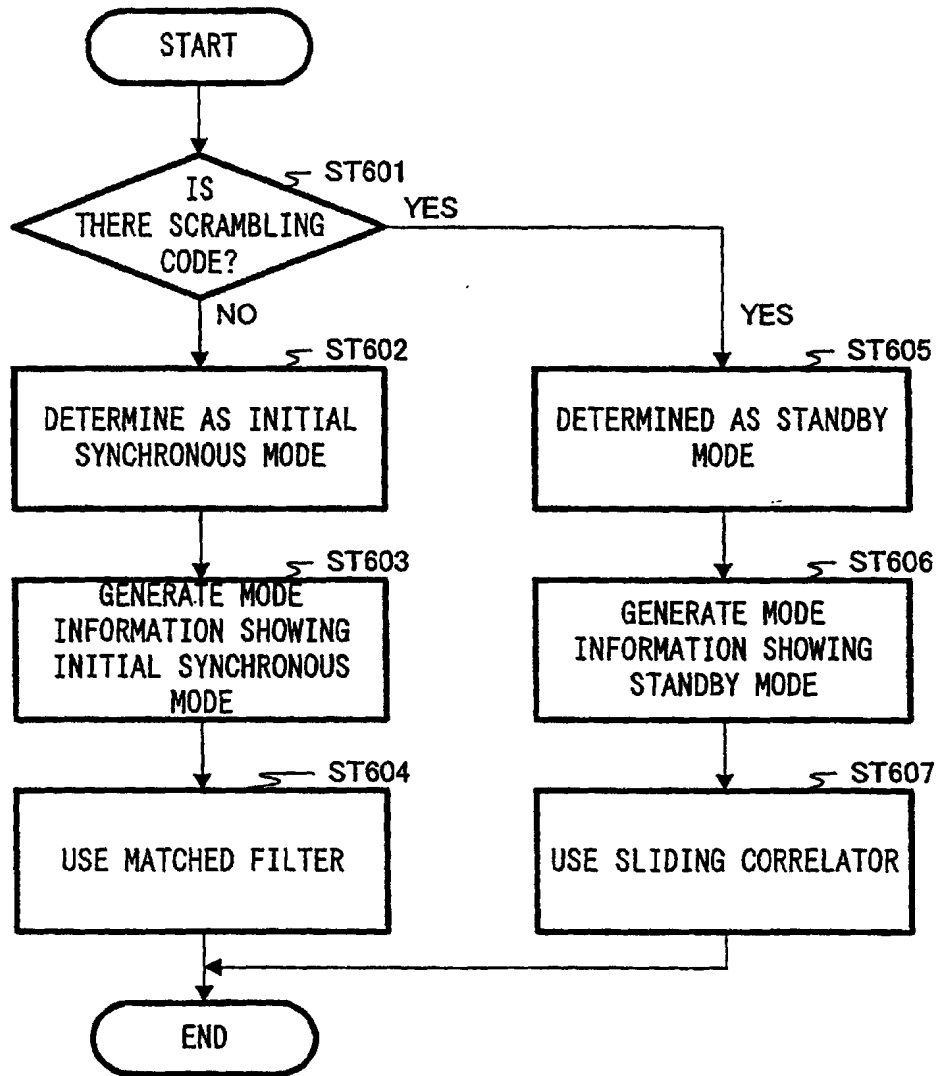 START
ST601
IS
THERE SCRAMBLING
CODE?
YES
NO
YES
ST602
DETERMINE AS INITIAL
SYNCHRONOUS MODE
ST605
DETERMINED AS STANDBY
MODE
ST603
GENERATE MODE
INFORMATION SHOWING
INITIAL SYNCHRONOUS
MODE
ST606
GENERATE MODE
INFORMATION SHOWING
STANDBY MODE
ST604
USE MATCHED FILTER
ST607
USE SLIDING CORRELATOR
END